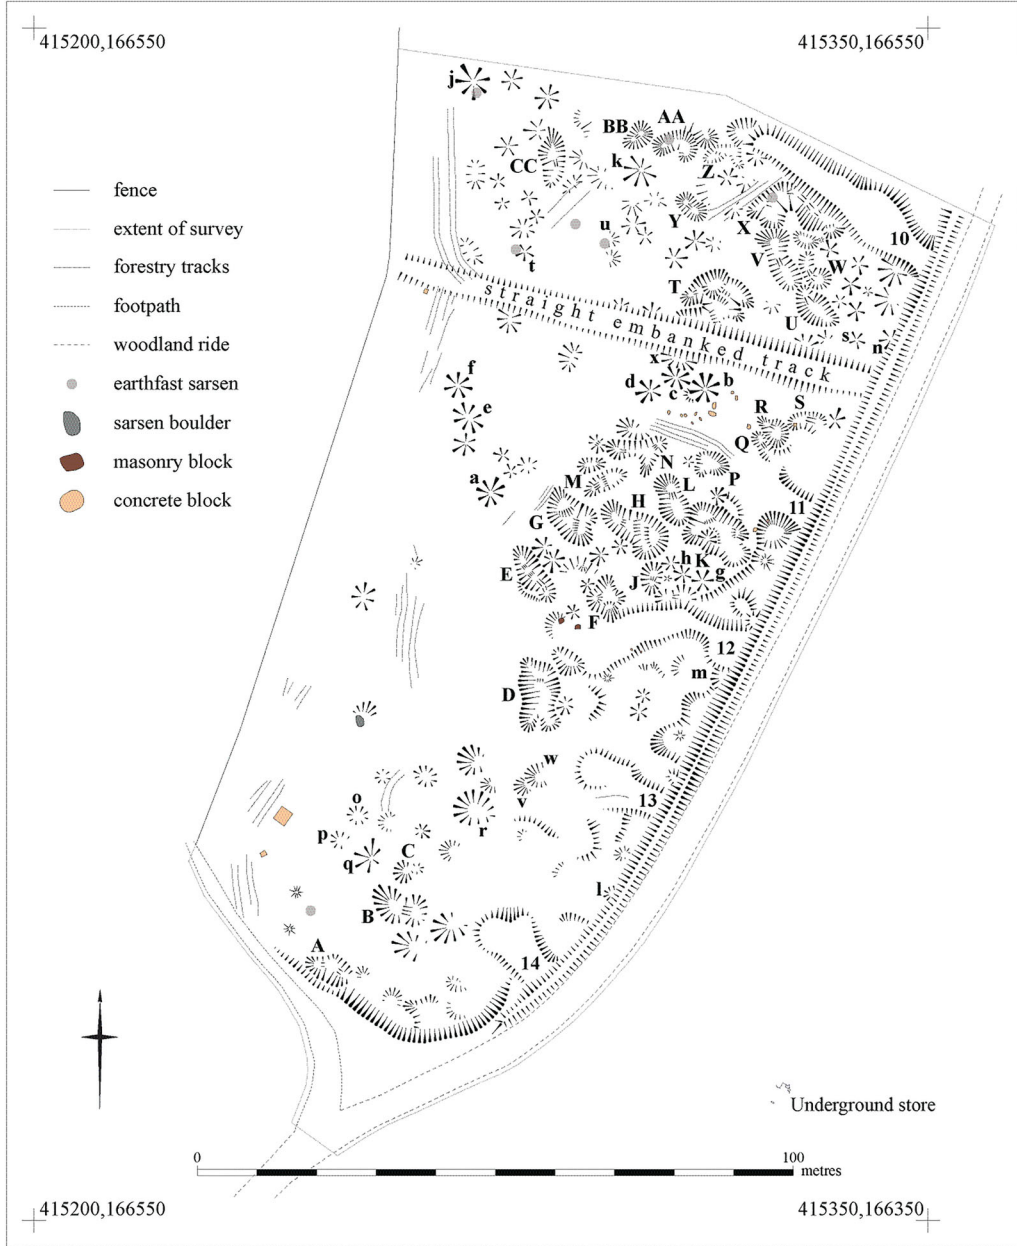 415200,166550
415350,166550
j
BB
AA
CC
k
Z
u
Y
X
10
t
V
W
T
U
s
n
straight embanked track
fence
extent of survey
forestry tracks
footpath
woodland ride
earthfast sarsen
sarsen boulder
masonry block
concrete block
x
f
d
c
b
e
R
S
Q
N
a
M
L
P
G
H
11
E
h
K
J
g
F
12
m
D
w
v
13
o
p
r
q
C
l
B
A
14
Underground store
0
100
metres
415200,166550
415350,166350